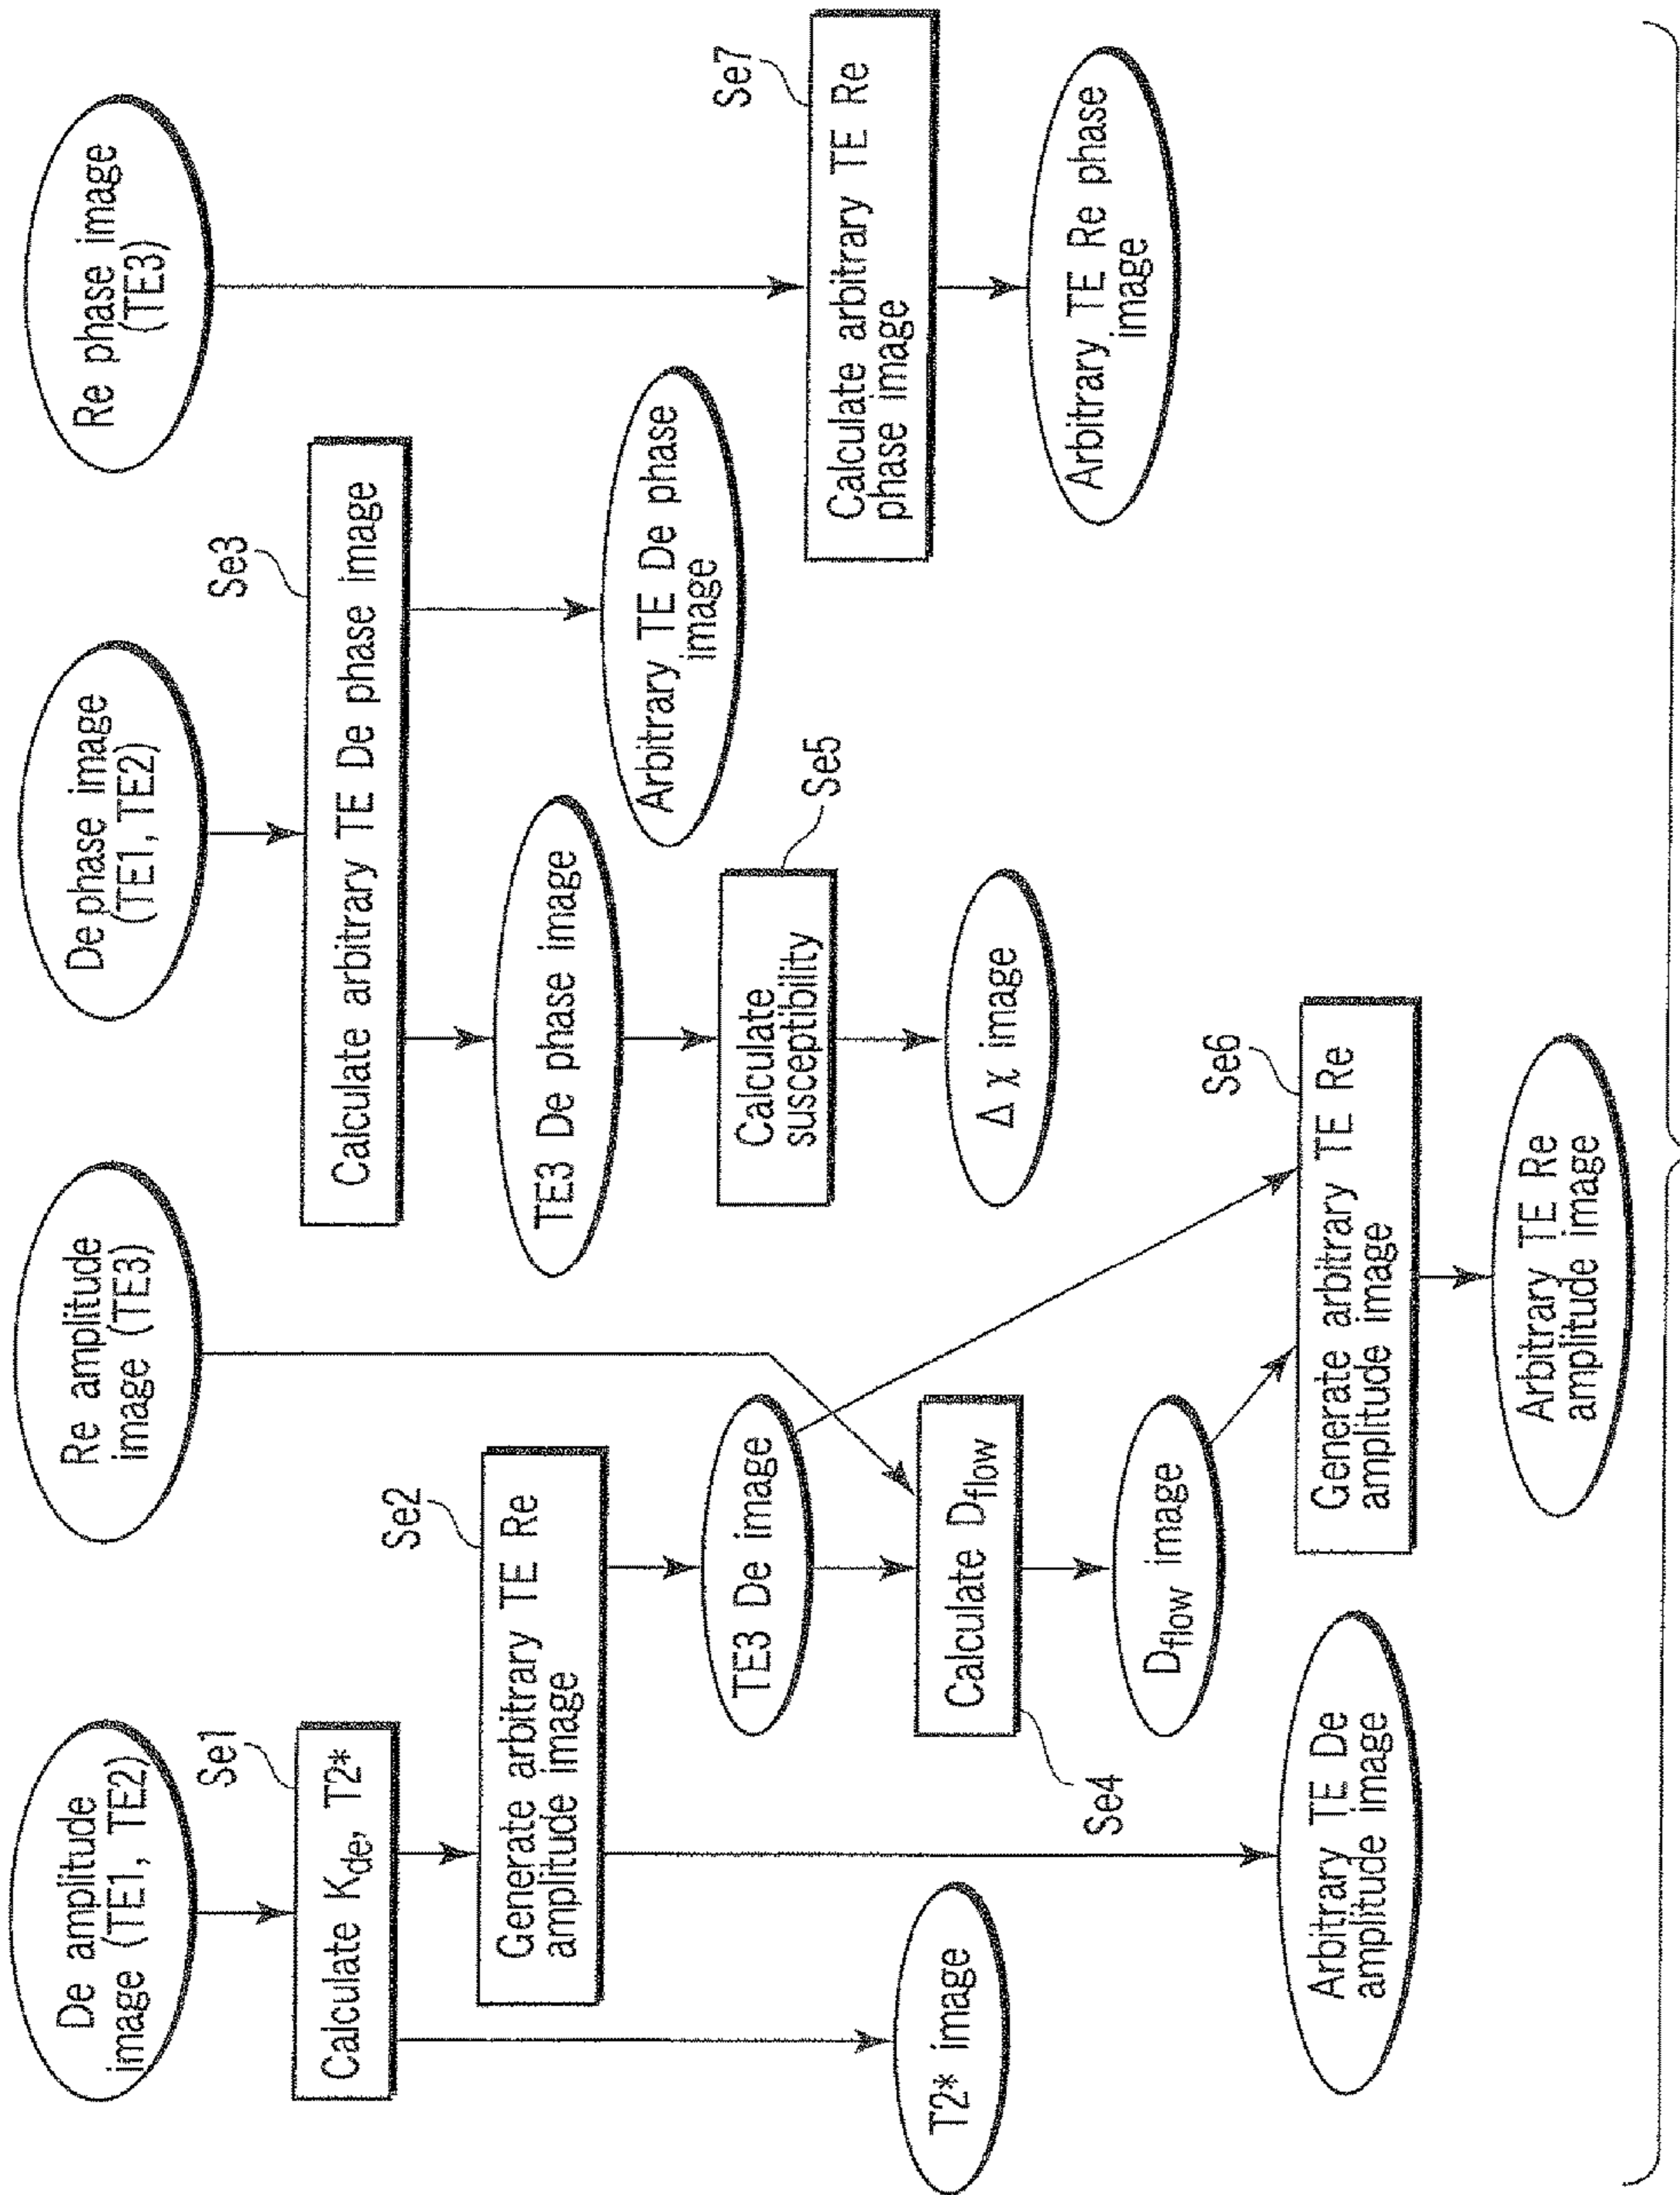 De amplitude
image (TE1, TE2)
Re amplitude
image (TE3)
De phase image
(TE1, TE2)
Re phase image
(TE3)
Se1
Calculate Kde, T2*
Se3
Calculate arbitrary TE De phase image
Se2
Generate arbitrary TE Re
amplitude image
TE3 De phase image
Arbitrary TE De phase
image
TE3 De image
Se5
Calculate
susceptibility
Se7
Calculate arbitrary TE Re
phase image
T2* image
Calculate Dflow
Se4
Δ χ image
Arbitrary TE Re phase
image
Dflow image
Se6
Generate arbitrary TE Re
amplitude image
Arbitrary TE De
amplitude image
Arbitrary TE Re
amplitude image